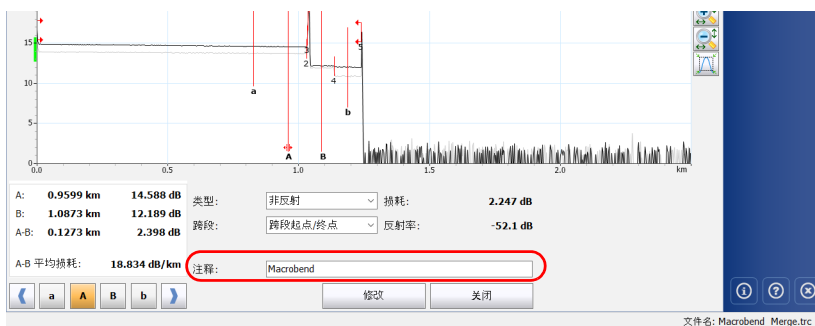 15
10
5
0
0.0 0.5 1.0 1.5 2.0 km
3
2
4
5
a
b
A B
A: 0.9599 km 14.588 dB
B: 1.0873 km 12.189 dB
A-B: 0.1273 km 2.398 dB
A-B 平均损耗: 18.834 dB/km
类型: 非反射 损耗: 2.247 dB
跨段: 跨段起点/终点 反射率: -52.1 dB
注释: Macrobend
a A B b 修改 关闭
文件名: Macrobend_Merge.trc